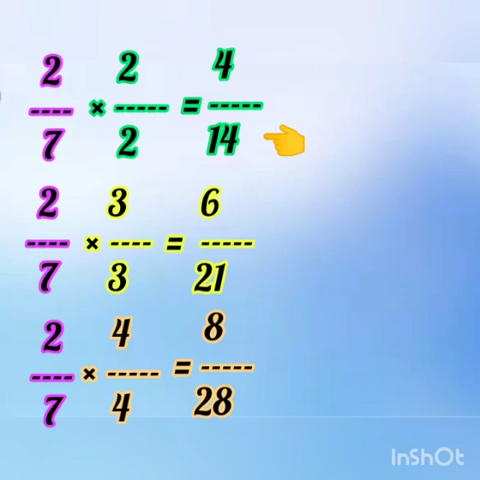 2 2 4
---- × ----- = -----
7 2 14
2 3 6
---- × ---- = -----
7 3 21
2 4 8
---- × ----- = -----
7 4 28
InShOt